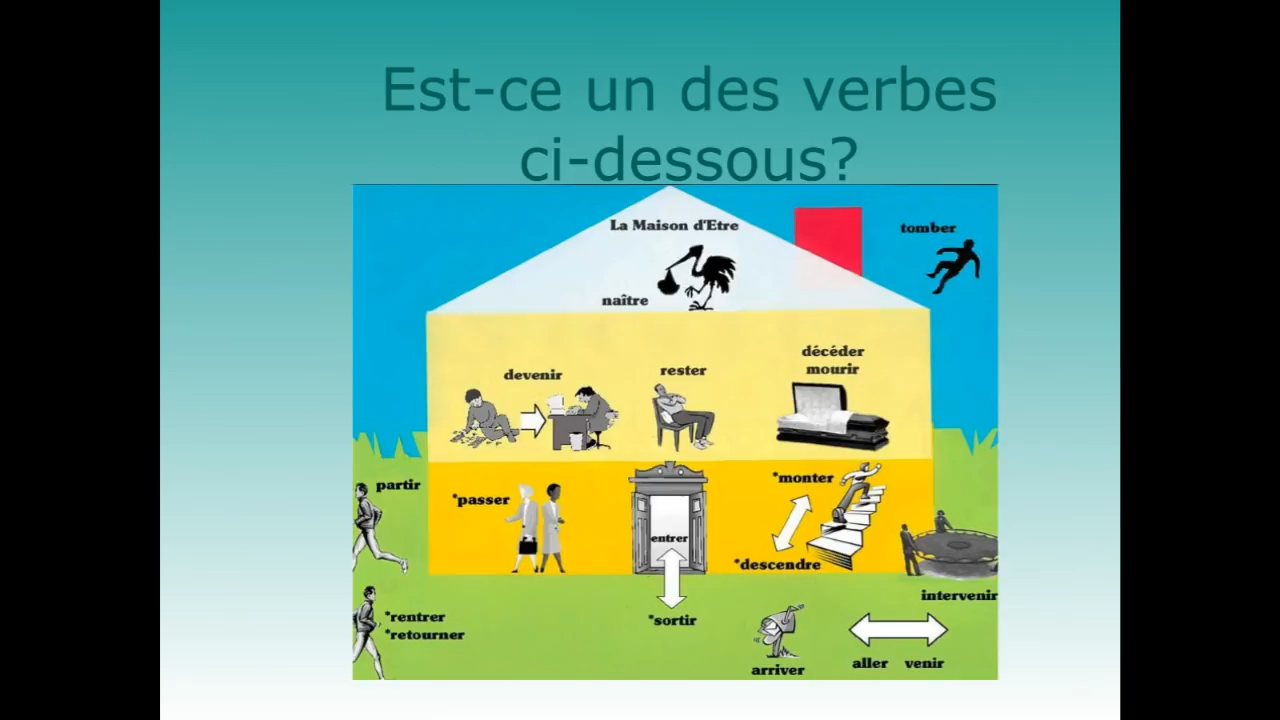 Est-ce un des verbes
ci-dessous?
La Maison d'Etre
tomber
naître
décéder
mourir
devenir
rester
partir
*passer
*monter
entrer
*descendre
intervenir
*rentrer
*retourner
*sortir
arriver
aller venir